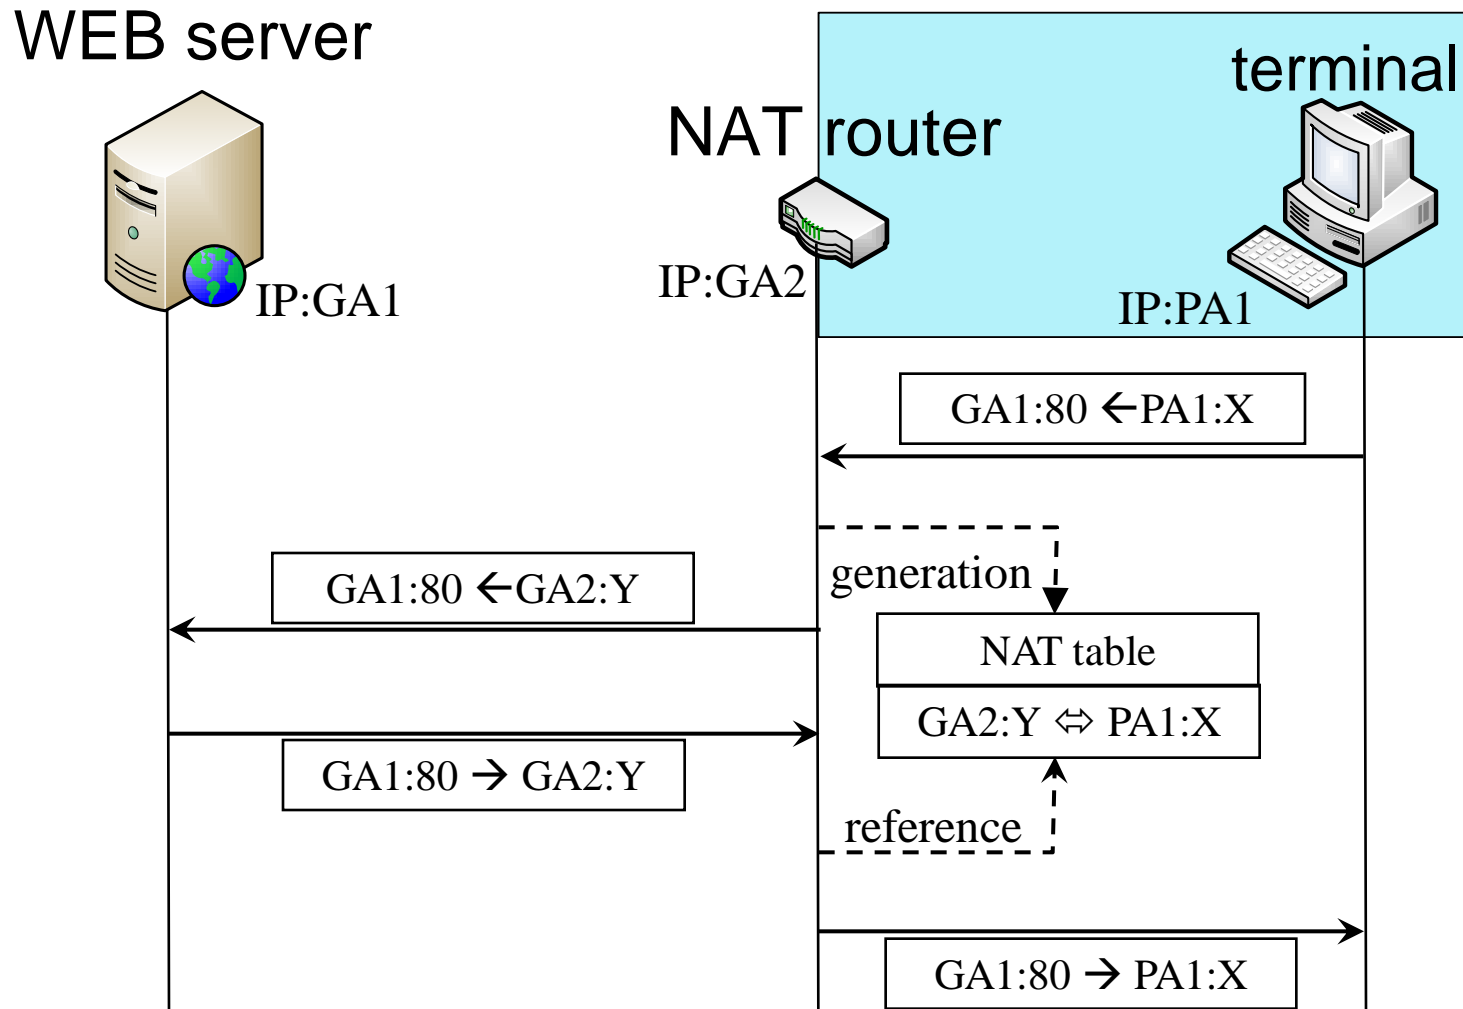 WEB server
terminal
NAT router
IP:GA1
IP:GA2
IP:PA1
GA1:80 ←PA1:X
generation
GA1:80 ←GA2:Y
NAT table
GA2:Y ⇔ PA1:X
GA1:80 → GA2:Y
reference
GA1:80 → PA1:X